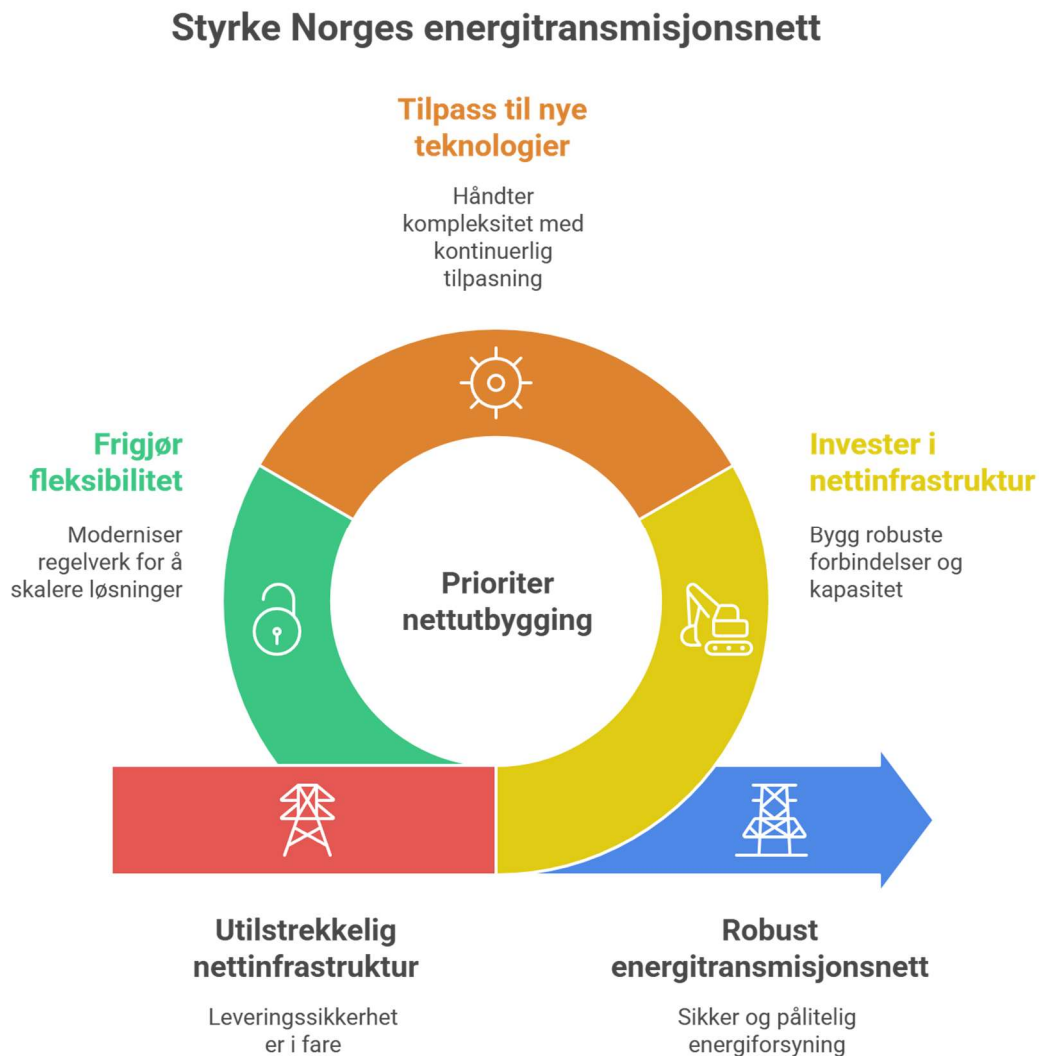 Styrke Norges energitransmisjonsnett
Tilpass til nye
teknologier
Håndter
kompleksitet med
kontinuerlig
tilpasning
Frigjør
fleksibilitet
Moderniser
regelverk for å
skalere løsninger
Invester i
nettinfrastruktur
Bygg robuste
forbindelser og
kapasitet
Prioriter
nettutbygging
Utilstrekkelig
nettinfrastruktur
Leveringssikkerhet
er i fare
Robust
energitransmisjonsnett
Sikker og pålitelig
energiforsyning